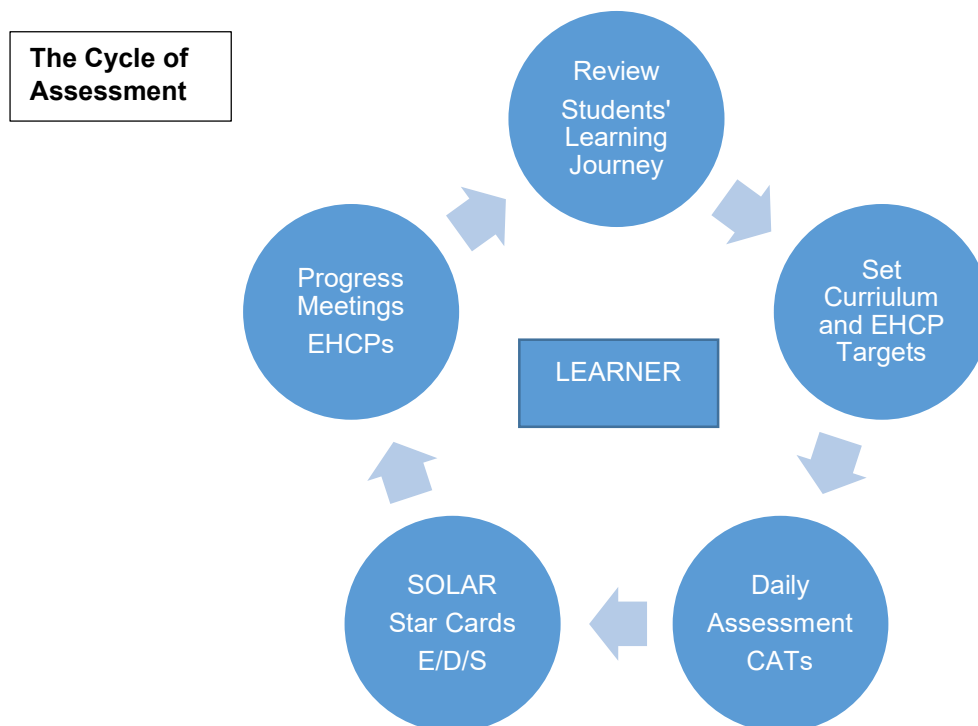 The Cycle of
Assessment
Review
Students'
Learning
Journey
Set
Curriulum
and EHCP
Targets
Daily
Assessment
CATs
SOLAR
Star Cards
E/D/S
Progress
Meetings
EHCPs
LEARNER